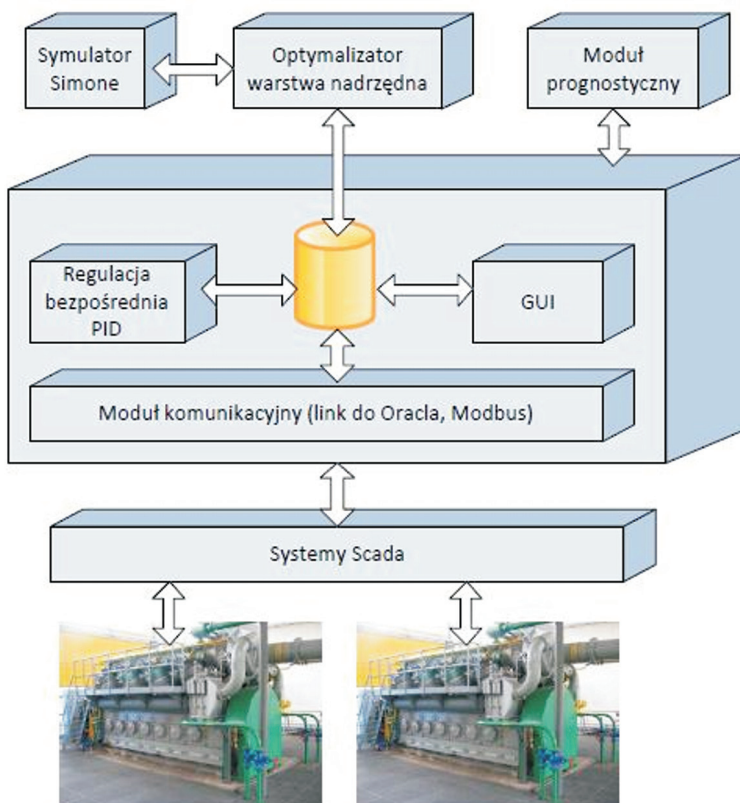 Symulator
Simone
Optymalizator
warstwa nadrzędna
Moduł
prognostyczny
Regulacja
bezpośrednia
PID
GUI
Moduł komunikacyjny (link do Oracla, Modbus)
Systemy Scada